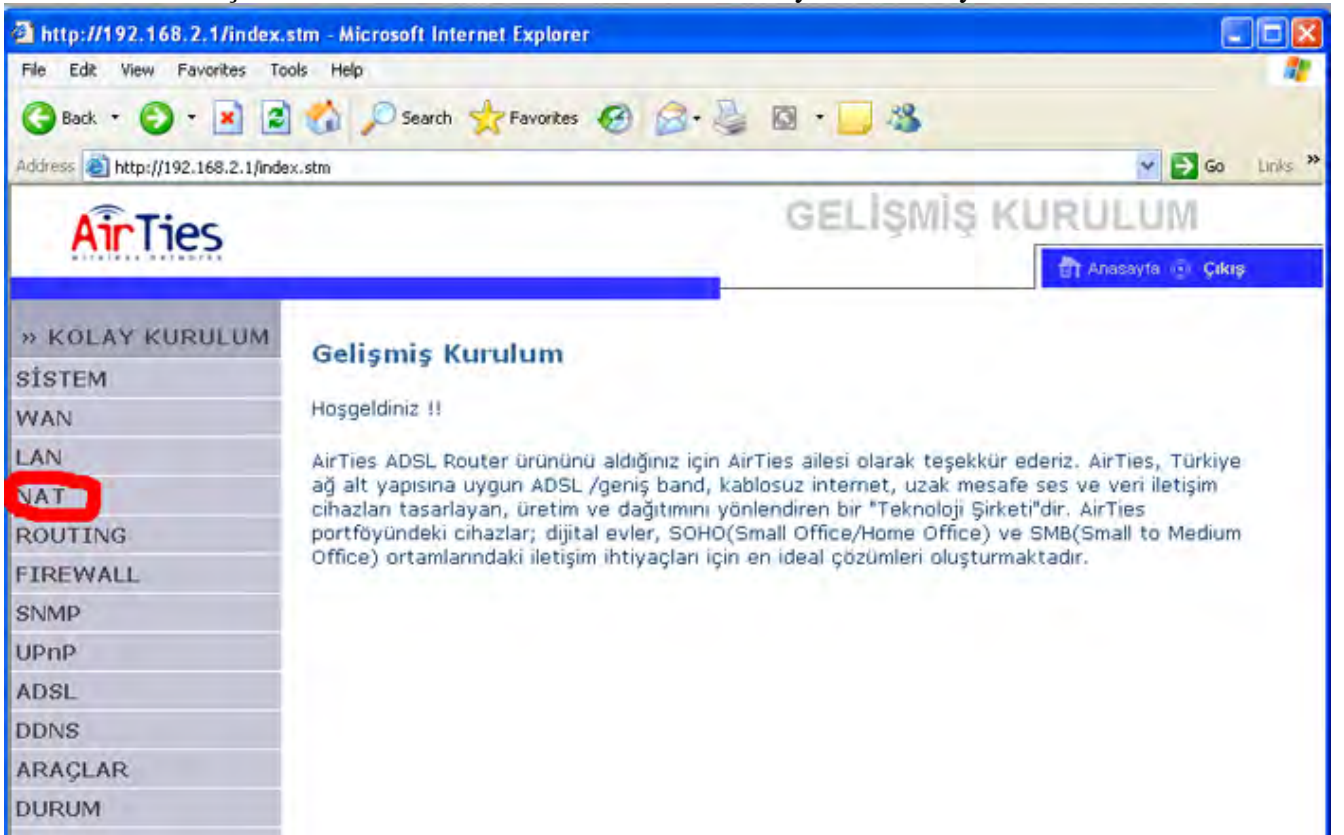 http://192.168.2.1/index.stm - Microsoft Internet Explorer
File Edit View Favorites Tools Help
Back Search Favorites
Address http://192.168.2.1/index.stm Go Links »
AirTies
wireless networks
GELİŞMİŞ KURULUM
Anasayfa Çıkış
» KOLAY KURULUM
SİSTEM
WAN
LAN
NAT
ROUTING
FIREWALL
SNMP
UPnP
ADSL
DDNS
ARAÇLAR
DURUM
Gelişmiş Kurulum
Hoşgeldiniz !!
AirTies ADSL Router ürününü aldığınız için AirTies ailesi olarak teşekkür ederiz. AirTies, Türkiye
ağ alt yapısına uygun ADSL /geniş band, kablosuz internet, uzak mesafe ses ve veri iletişim
cihazları tasarlayan, üretim ve dağıtımını yönlendiren bir "Teknoloji Şirketi"dir. AirTies
portföyündeki cihazlar; dijital evler, SOHO(Small Office/Home Office) ve SMB(Small to Medium
Office) ortamlarındaki iletişim ihtiyaçları için en ideal çözümleri oluşturmaktadır.